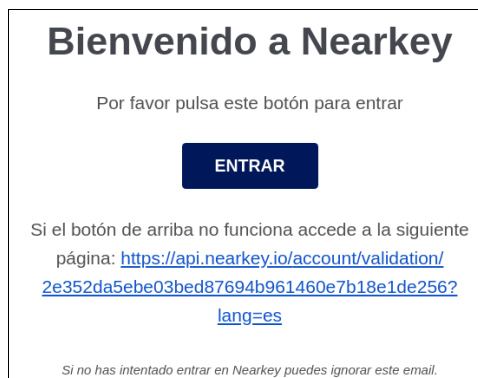 Bienvenido a Nearkey
Por favor pulsa este botón para entrar
ENTRAR
Si el botón de arriba no funciona accede a la siguiente
página: https://api.nearkey.io/account/validation/
2e352da5ebe03bed87694b961460e7b18e1de256?
lang=es
Si no has intentado entrar en Nearkey puedes ignorar este email.